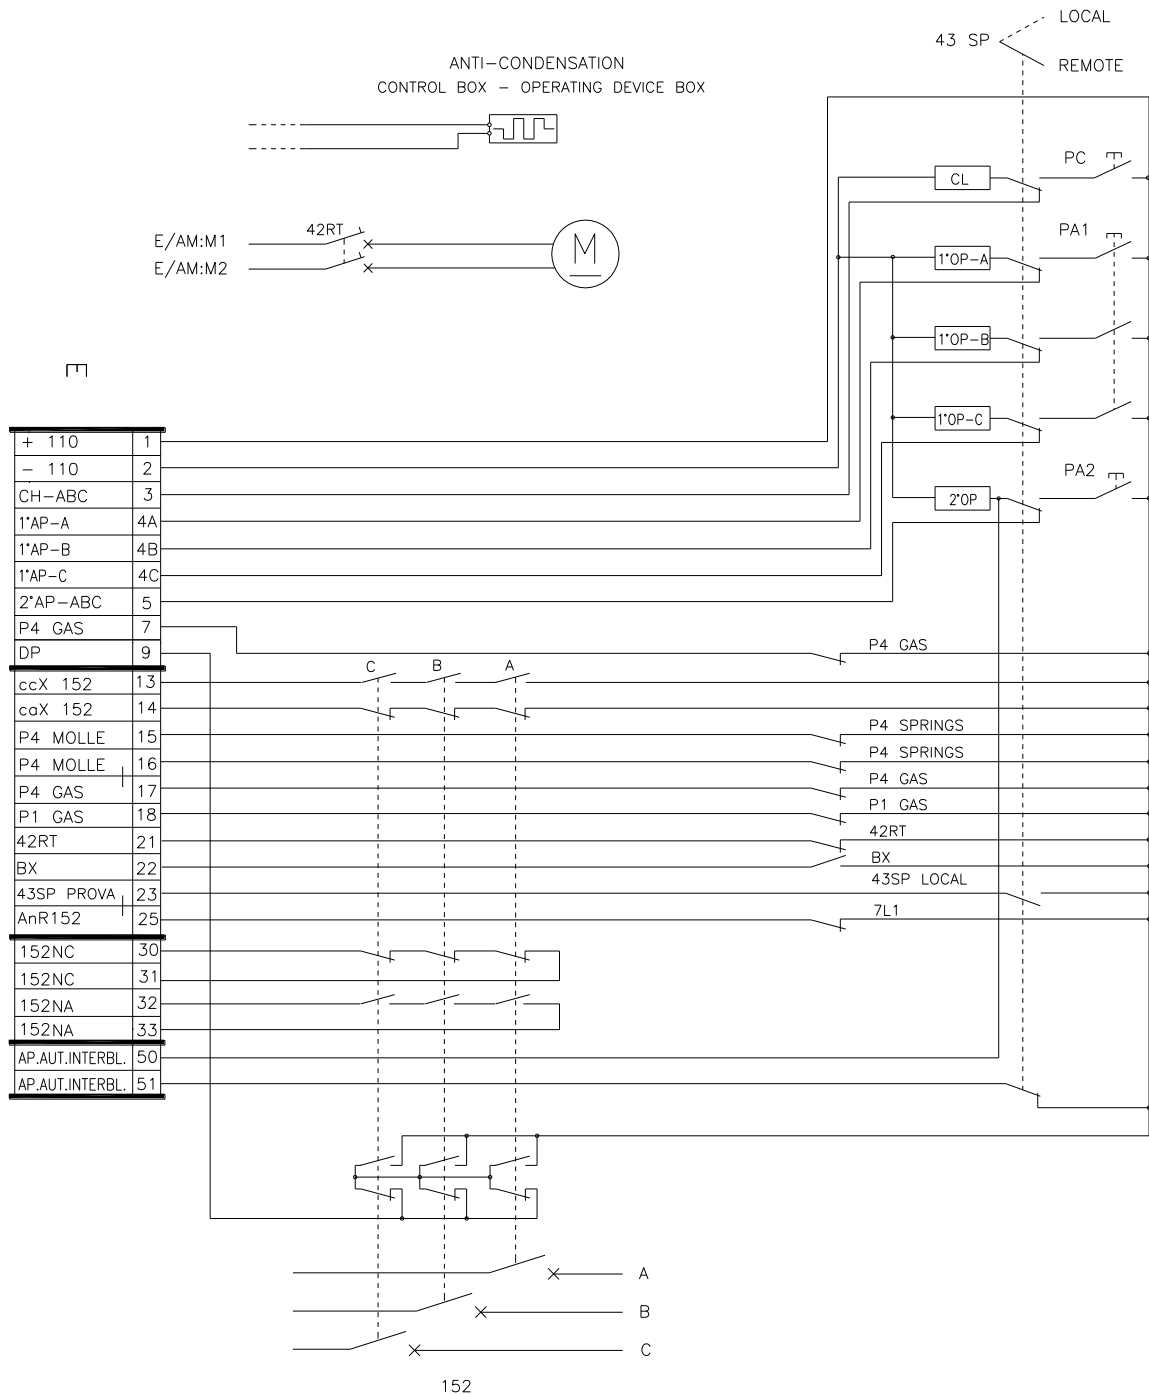 LOCAL
43 SP
REMOTE
ANTI-CONDENSATION
CONTROL BOX - OPERATING DEVICE BOX
PC
CL
PA1
42RT
E/AM:M1
E/AM:M2
M
1°OP-A
1°OP-B
1°OP-C
PA2
2°OP
E
+ 110 1
- 110 2
CH-ABC 3
1°AP-A 4A
1°AP-B 4B
1°AP-C 4C
2°AP-ABC 5
P4 GAS 7
P4 GAS
DP 9
C B A
ccX 152 13
caX 152 14
P4 SPRINGS
P4 MOLLE 15
P4 SPRINGS
P4 MOLLE 16
P4 GAS
P4 GAS 17
P1 GAS
P1 GAS 18
42RT
42RT 21
BX
BX 22
43SP LOCAL
43SP PROVA 23
7L1
AnR152 25
152NC 30
152NC 31
152NA 32
152NA 33
AP.AUT.INTERBL. 50
AP.AUT.INTERBL. 51
A
B
C
152